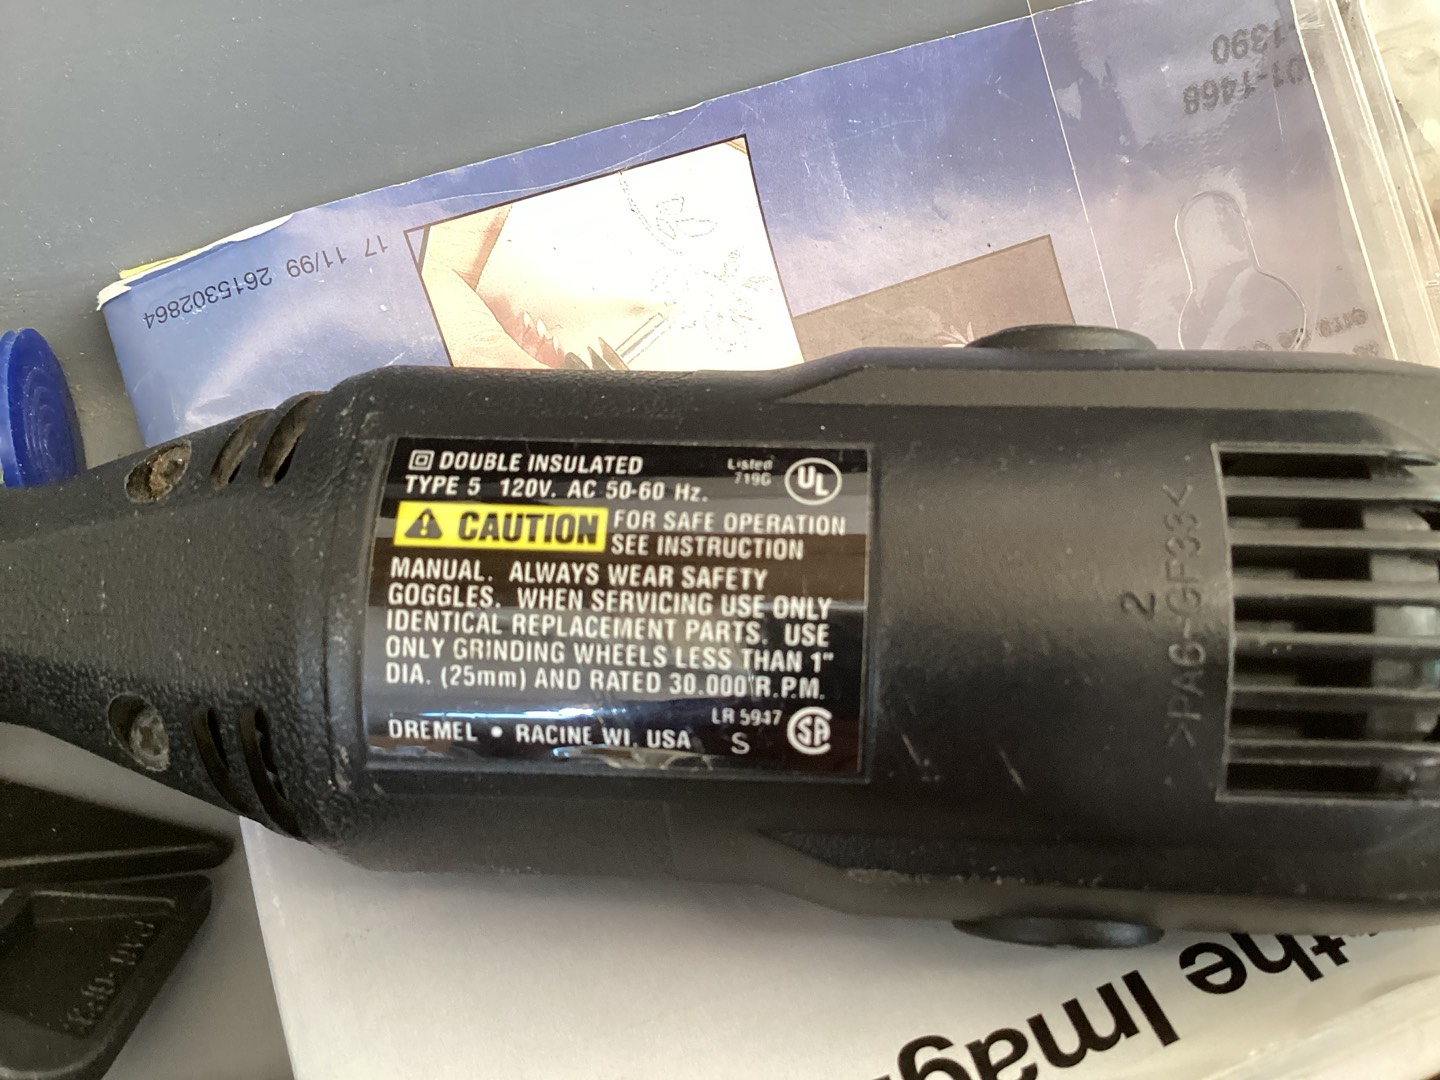 -1390
01-1468
17 11/99 2615302864
DOUBLE INSULATED
TYPE 5 120V. AC 50-60 Hz.
Listed
719G
UL
CAUTION FOR SAFE OPERATION
SEE INSTRUCTION
MANUAL. ALWAYS WEAR SAFETY
GOGGLES. WHEN SERVICING USE ONLY
IDENTICAL REPLACEMENT PARTS. USE
ONLY GRINDING WHEELS LESS THAN 1"
DIA. (25mm) AND RATED 30.000 R.P.M.
LR 5947
DREMEL • RACINE WI, USA S
SA
2
>PA6-GF33<
the Imag